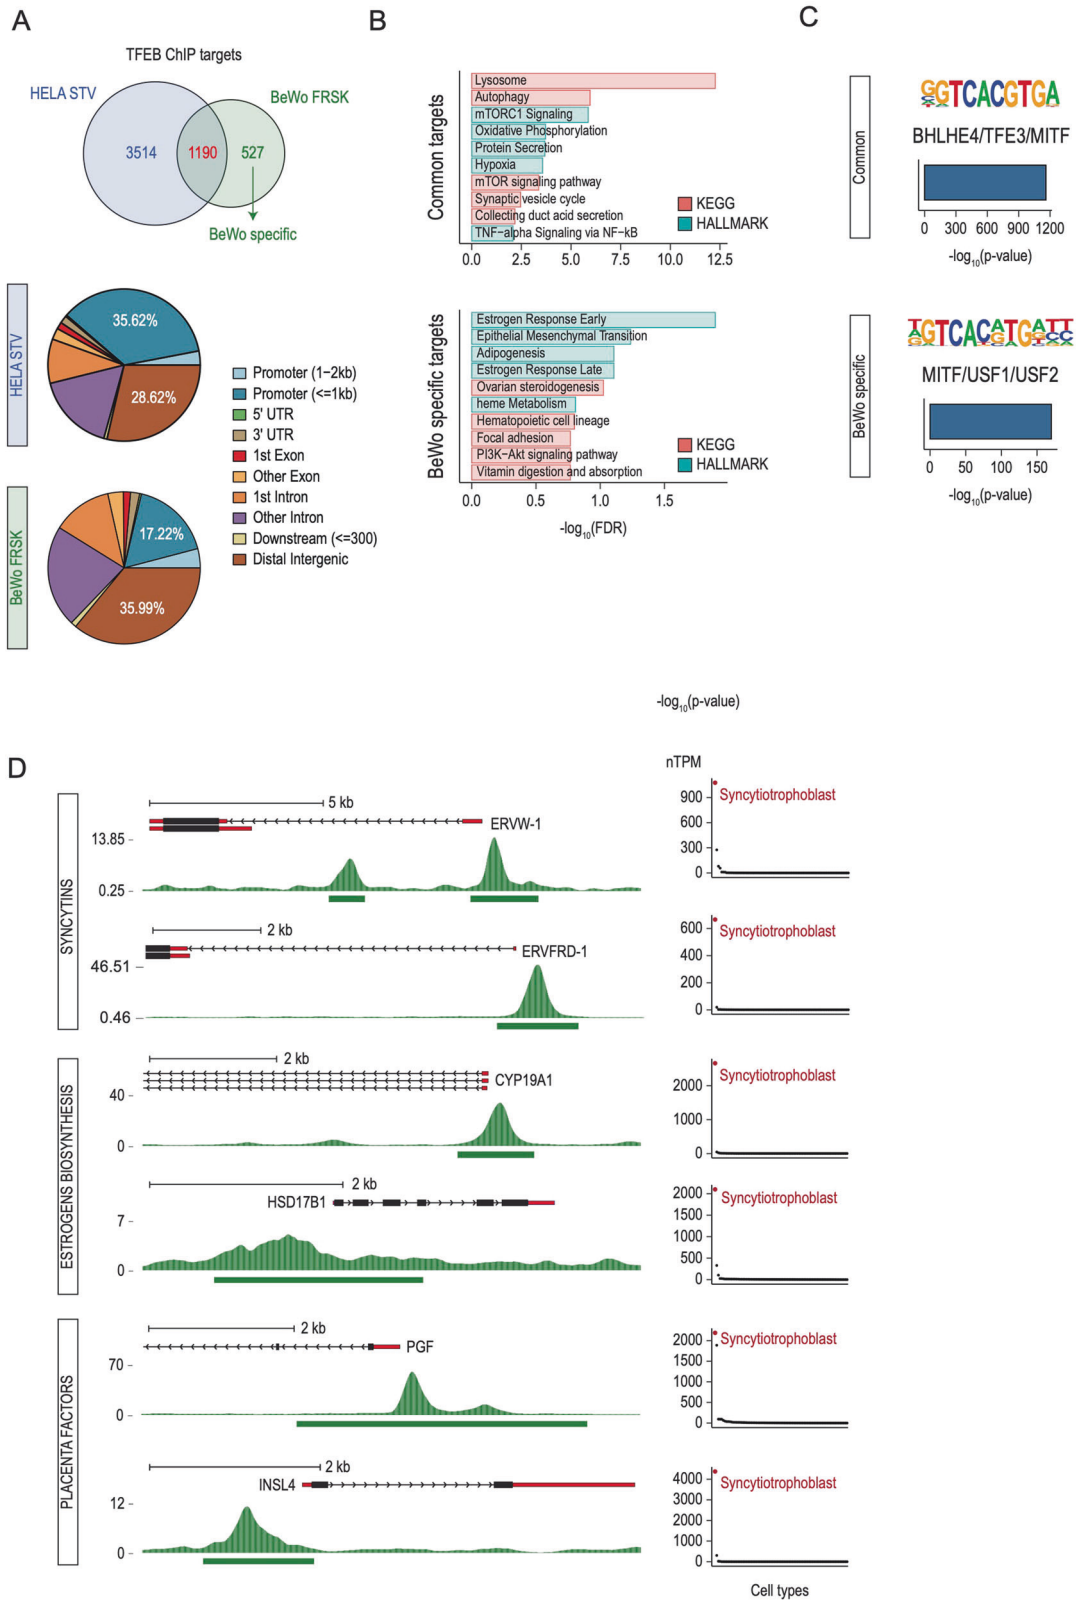 A
TFEB ChIP targets
HELA STV
BeWo FRSK
3514
1190
527
BeWo specific
HELA STV
35.62%
28.62%
BeWo FRSK
17.22%
35.99%
Promoter (1−2kb)
Promoter (<=1kb)
5' UTR
3' UTR
1st Exon
Other Exon
1st Intron
Other Intron
Downstream (<=300)
Distal Intergenic
B
Common targets
Lysosome
Autophagy
mTORC1 Signaling
Oxidative Phosphorylation
Protein Secretion
Hypoxia
mTOR signaling pathway
Synaptic vesicle cycle
Collecting duct acid secretion
TNF−alpha Signaling via NF−kB
KEGG
HALLMARK
0.0 2.5 5.0 7.5 10.0 12.5
BeWo specific targets
Estrogen Response Early
Epithelial Mesenchymal Transition
Adipogenesis
Estrogen Response Late
Ovarian steroidogenesis
heme Metabolism
Hematopoietic cell lineage
Focal adhesion
PI3K−Akt signaling pathway
Vitamin digestion and absorption
KEGG
HALLMARK
0.0 0.5 1.0 1.5
-log10(FDR)
C
Common
GGTCACGTGA
BHLHE4/TFE3/MITF
0 300 600 900 1200
-log10(p-value)
BeWo specific
TGTCACATGATT
MITF/USF1/USF2
0 50 100 150
-log10(p-value)
-log10(p-value)
D
nTPM
SYNCYTINS
5 kb
ERVW-1
13.85
0.25
900
600
300
0
Syncytiotrophoblast
2 kb
ERVFRD-1
46.51
0.46
600
400
200
0
Syncytiotrophoblast
ESTROGENS BIOSYNTHESIS
2 kb
CYP19A1
40
0
2000
1000
0
Syncytiotrophoblast
2 kb
HSD17B1
7
0
2000
1500
1000
500
0
Syncytiotrophoblast
PLACENTA FACTORS
2 kb
PGF
70
0
2000
1500
1000
500
0
Syncytiotrophoblast
2 kb
INSL4
12
0
4000
3000
2000
1000
0
Syncytiotrophoblast
Cell types